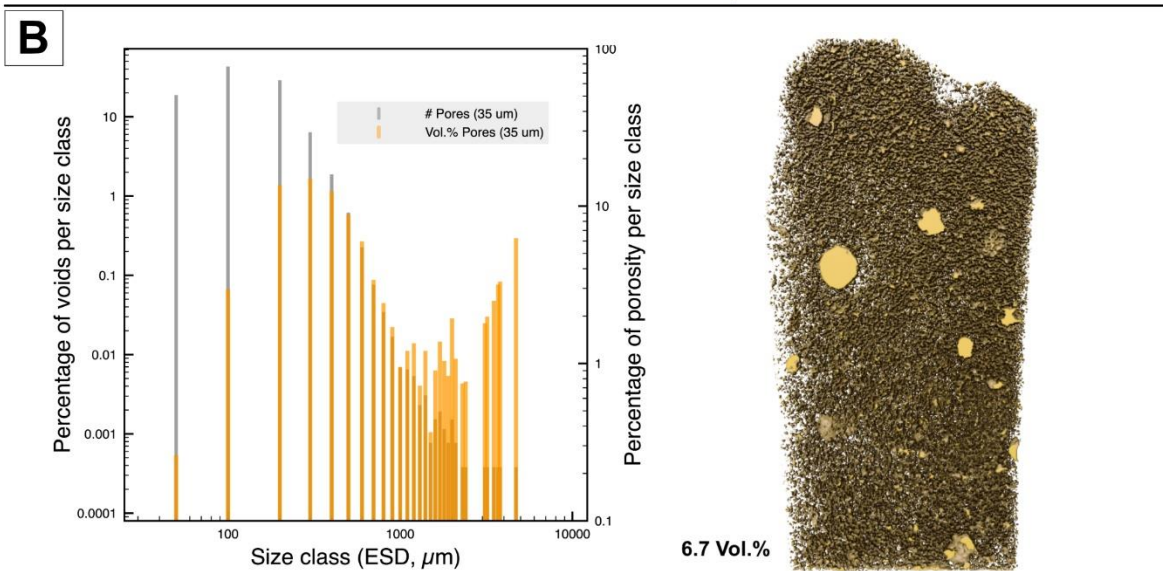 B
Percentage of voids per size class
10
1
0.1
0.01
0.001
0.0001
# Pores (35 um)
Vol.% Pores (35 um)
100
10
1
0.1
Percentage of porosity per size class
100
1000
10000
Size class (ESD, µm)
6.7 Vol.%